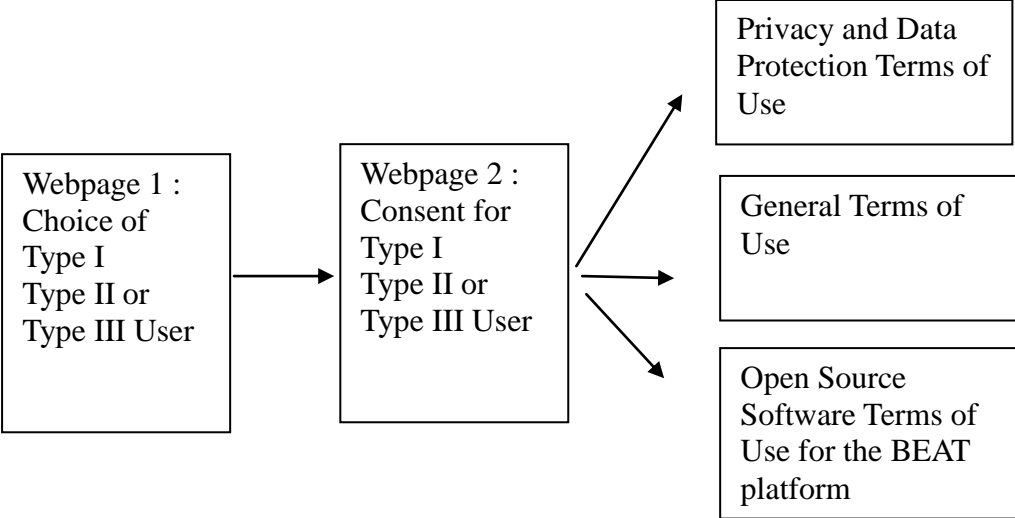 Webpage 1 :
Choice of
Type I
Type II or
Type III User
Webpage 2 :
Consent for
Type I
Type II or
Type III User
Privacy and Data
Protection Terms of
Use
General Terms of
Use
Open Source
Software Terms of
Use for the BEAT
platform